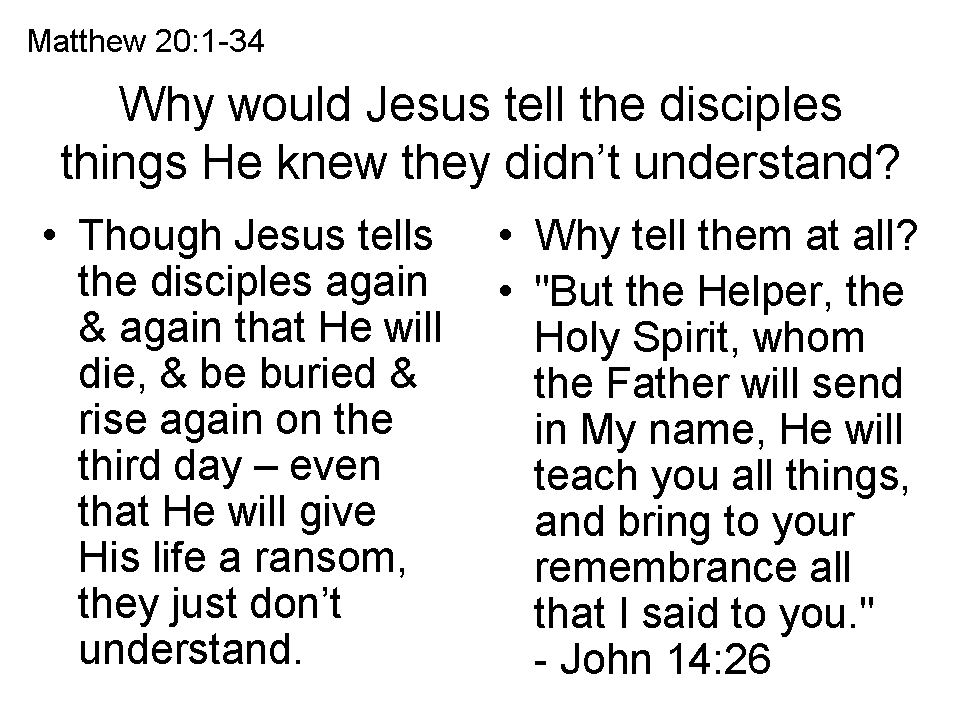 Matthew 20:1-34
Why would Jesus tell the disciples
things He knew they didn’t understand?
• Though Jesus tells
the disciples again
& again that He will
die, & be buried &
rise again on the
third day – even
that He will give
His life a ransom,
they just don’t
understand.
• Why tell them at all?
• "But the Helper, the
Holy Spirit, whom
the Father will send
in My name, He will
teach you all things,
and bring to your
remembrance all
that I said to you."
- John 14:26